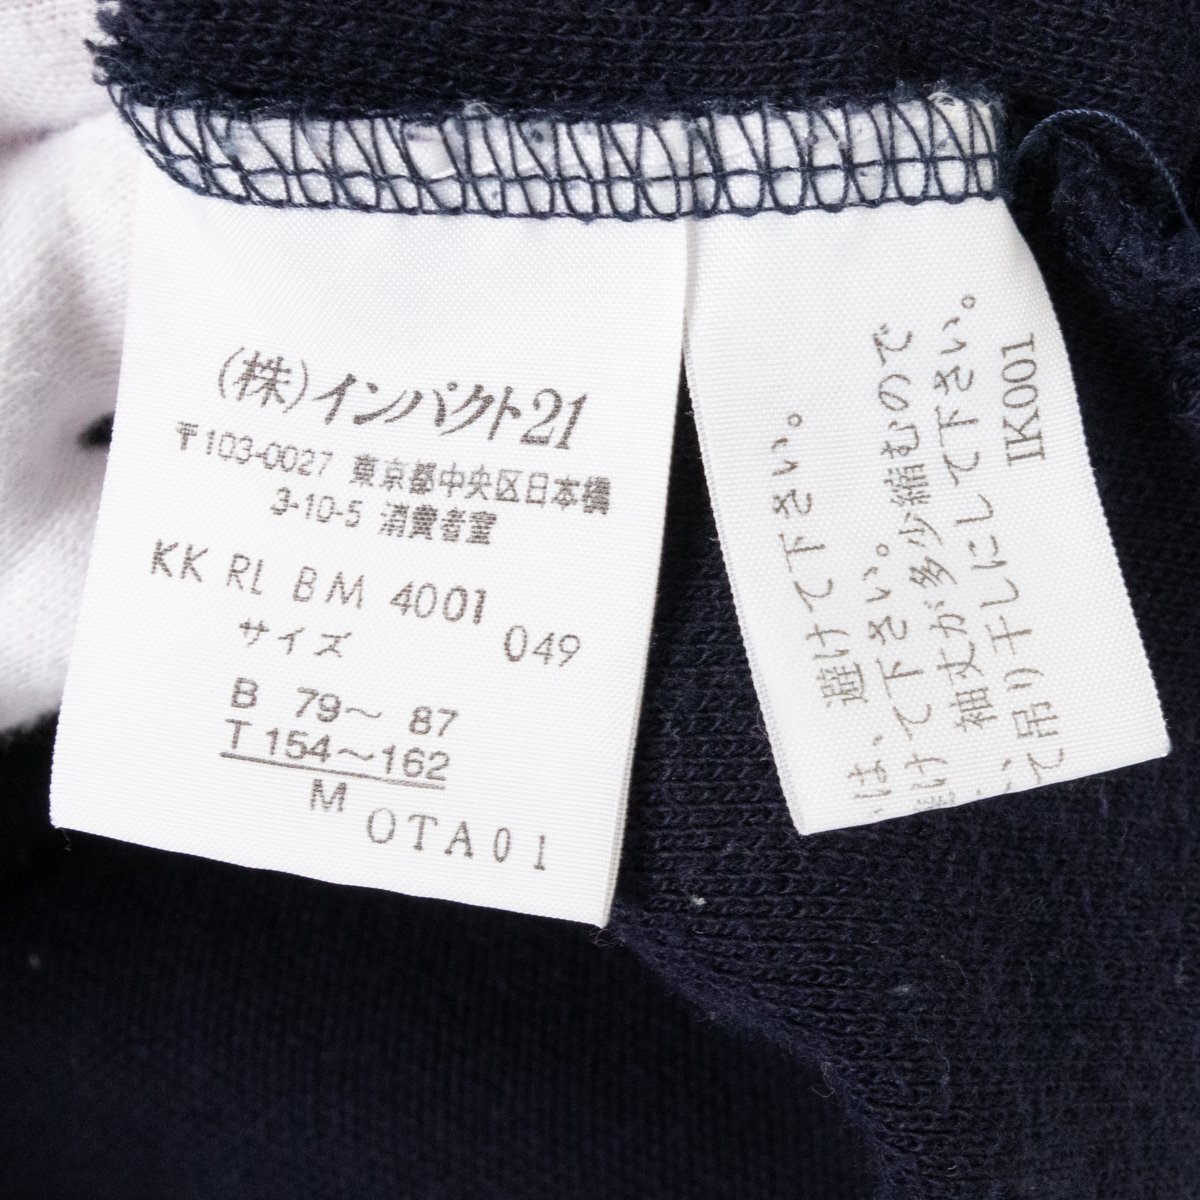 (株)インパクト21
〒103-0027 東京都中央区日本橋
3-10-5 消費者室
KK RL BM 4001
サイズ 049
B 79～ 87
T 154～162
M
OTA01
避けて下さい。
は、
けて下さい。
袖丈が多少縮むので
て吊り干しにして下さい。
IK001